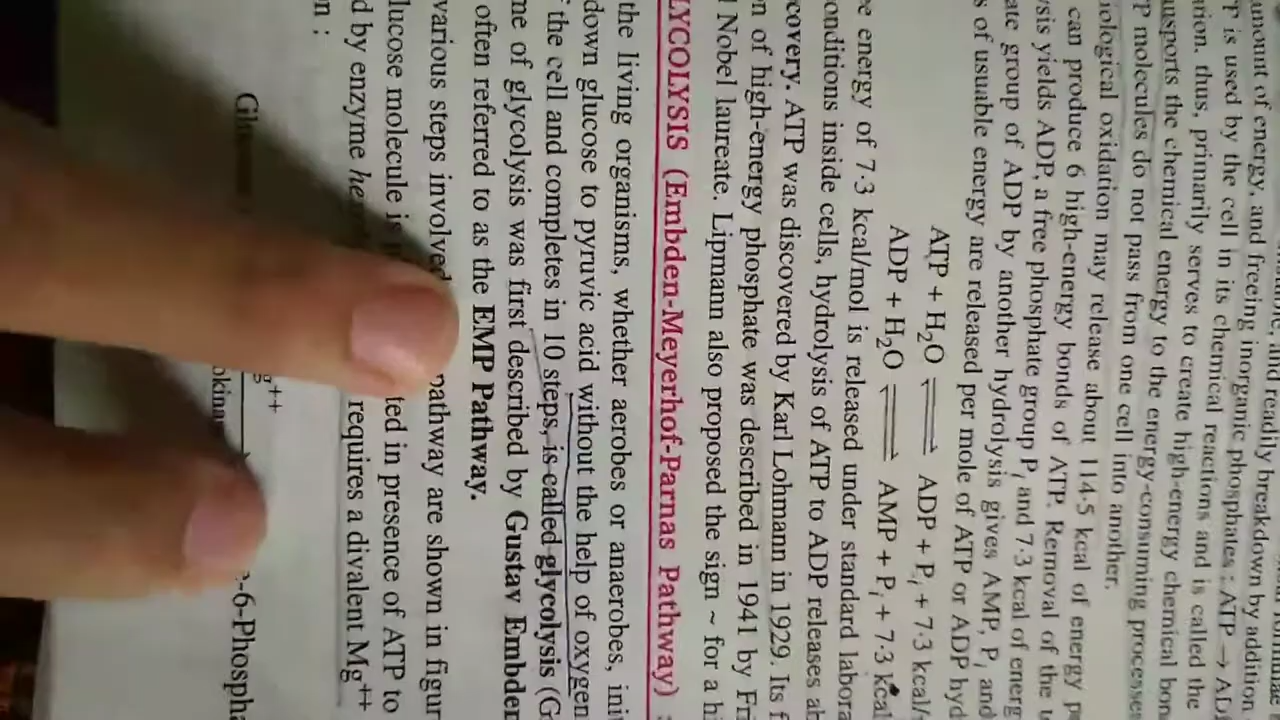 amount of energy, and freeing inorganic phosphates : ATP →
P is used by the cell in its chemical reactions and is called the
tion. thus, primarily serves to create high-energy chemical bon
nsports the chemical energy to the energy-consuming processe
P molecules do not pass from one cell into another.
ological oxidation may release about 114·5 kcal of energy p
can produce 6 high-energy bonds of ATP. Removal of the u
ysis yields ADP, a free phosphate group Pi and 7·3 kcal of energ
ate group of ADP by another hydrolysis gives AMP, Pi and
s of usuable energy are released per mole of ATP or ADP hyd
ATP + H2O ⇌ ADP + Pi + 7·3 kcal/
ADP + H2O ⇌ AMP + Pi + 7·3 kcal
e energy of 7·3 kcal/mol is released under standard labora
onditions inside cells, hydrolysis of ATP to ADP releases ab
covery. ATP was discovered by Karl Lohmann in 1929. Its f
n of high-energy phosphate was described in 1941 by Fri
l Nobel laureate. Lipmann also proposed the sign ~ for a hi
LYCOLYSIS (Embden-Meyerhof-Parnas Pathway) :
the living organisms, whether aerobes or anaerobes, init
down glucose to pyruvic acid without the help of oxygen
f the cell and completes in 10 steps, is called glycolysis (G
me of glycolysis was first described by Gustav Embden
often referred to as the EMP Pathway.
various steps involved pathway are shown in figur
lucose molecule is ted in presence of ATP to
d by enzyme he requires a divalent Mg++
n :
g++
Gl -6-Phospha
okina